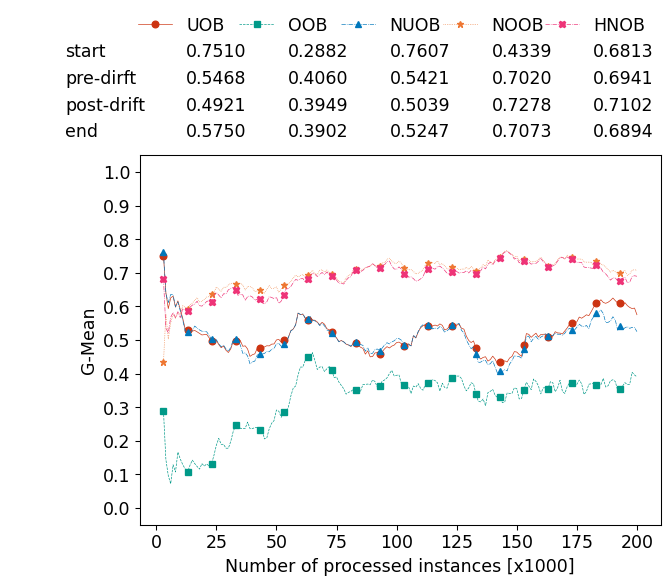 UOB OOB NUOB NOOB HNOB
start 0.7510 0.2882 0.7607 0.4339 0.6813
pre-dirft 0.5468 0.4060 0.5421 0.7020 0.6941
post-drift 0.4921 0.3949 0.5039 0.7278 0.7102
end 0.5750 0.3902 0.5247 0.7073 0.6894
1.0
0.9
0.8
0.7
0.6
0.5
0.4
0.3
0.2
0.1
0.0
G-Mean
0 25 50 75 100 125 150 175 200
Number of processed instances [x1000]